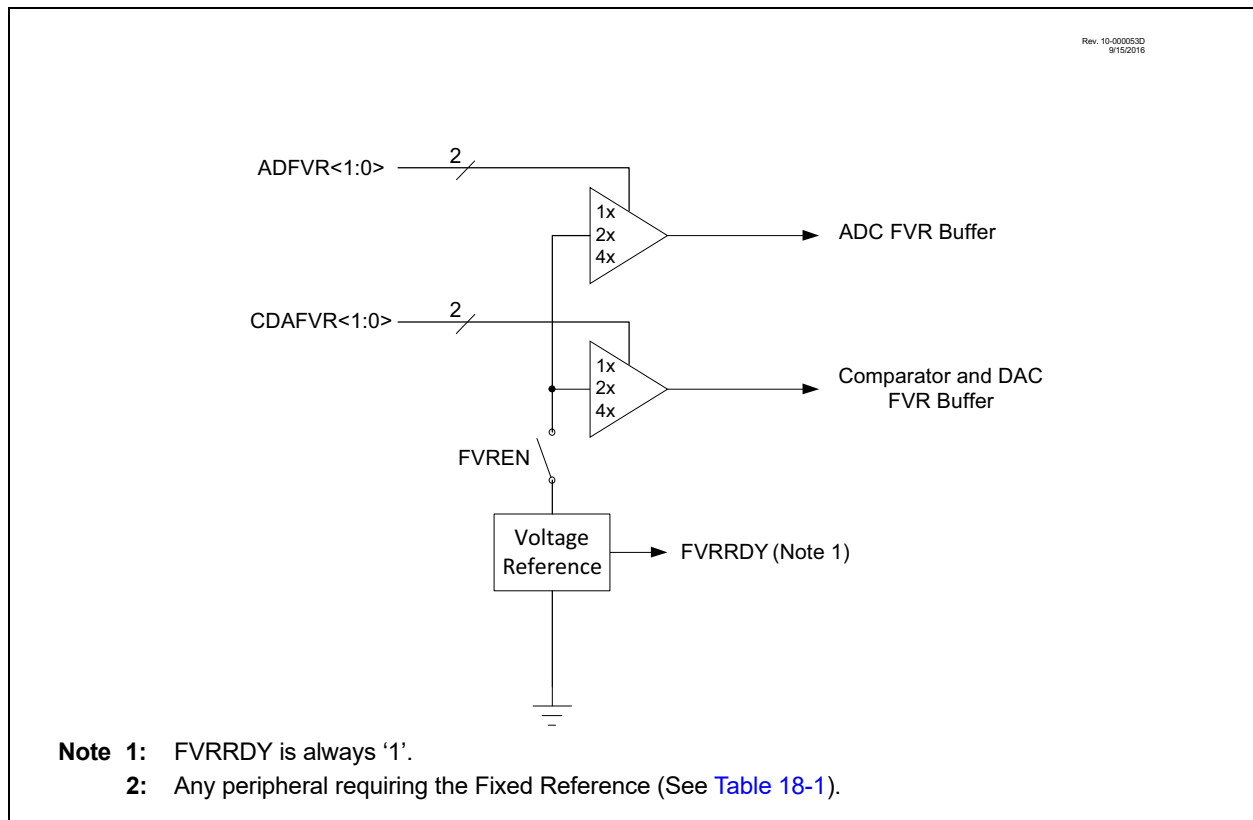 Rev. 10-000053D
9/15/2016
ADFVR<1:0>
2
1x
2x
4x
ADC FVR Buffer
CDAFVR<1:0>
2
1x
2x
4x
Comparator and DAC
FVR Buffer
FVREN
Voltage
Reference
FVRRDY (Note 1)
Note 1: FVRRDY is always ‘1’.
2: Any peripheral requiring the Fixed Reference (See Table 18-1).